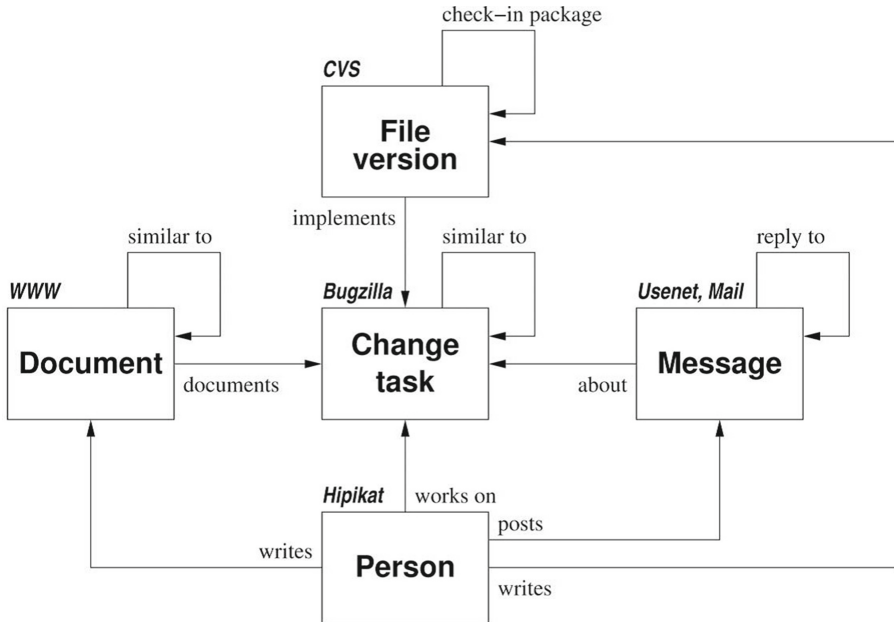 check–in package
CVS
File
version
implements
similar to
similar to
reply to
WWW
Bugzilla
Usenet, Mail
Document
Change
task
Message
documents
about
Hipikat
works on
posts
writes
Person
writes